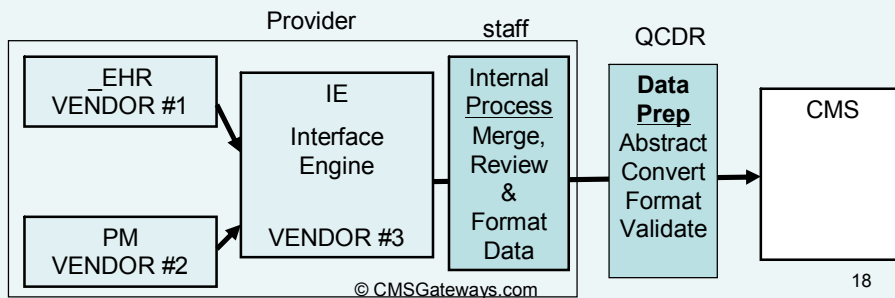 Provider
staff
QCDR
_EHR
VENDOR #1
PM
VENDOR #2
IE
Interface
Engine
VENDOR #3
Internal
Process
Merge,
Review
&
Format
Data
Data
Prep
Abstract
Convert
Format
Validate
CMS
© CMSGateways.com
18